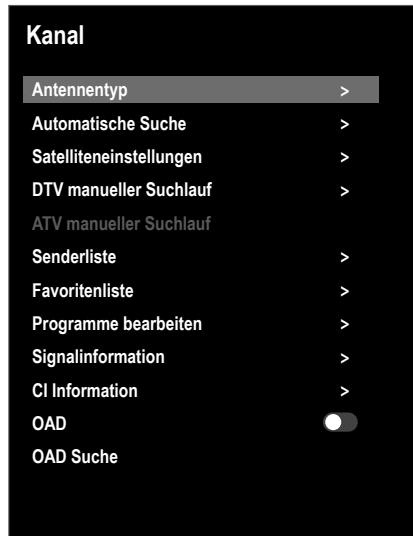 Kanal
Antennentyp >
Automatische Suche >
Satelliteneinstellungen >
DTV manueller Suchlauf >
ATV manueller Suchlauf
Senderliste >
Favoritenliste >
Programme bearbeiten >
Signalinformation >
CI Information >
OAD
OAD Suche